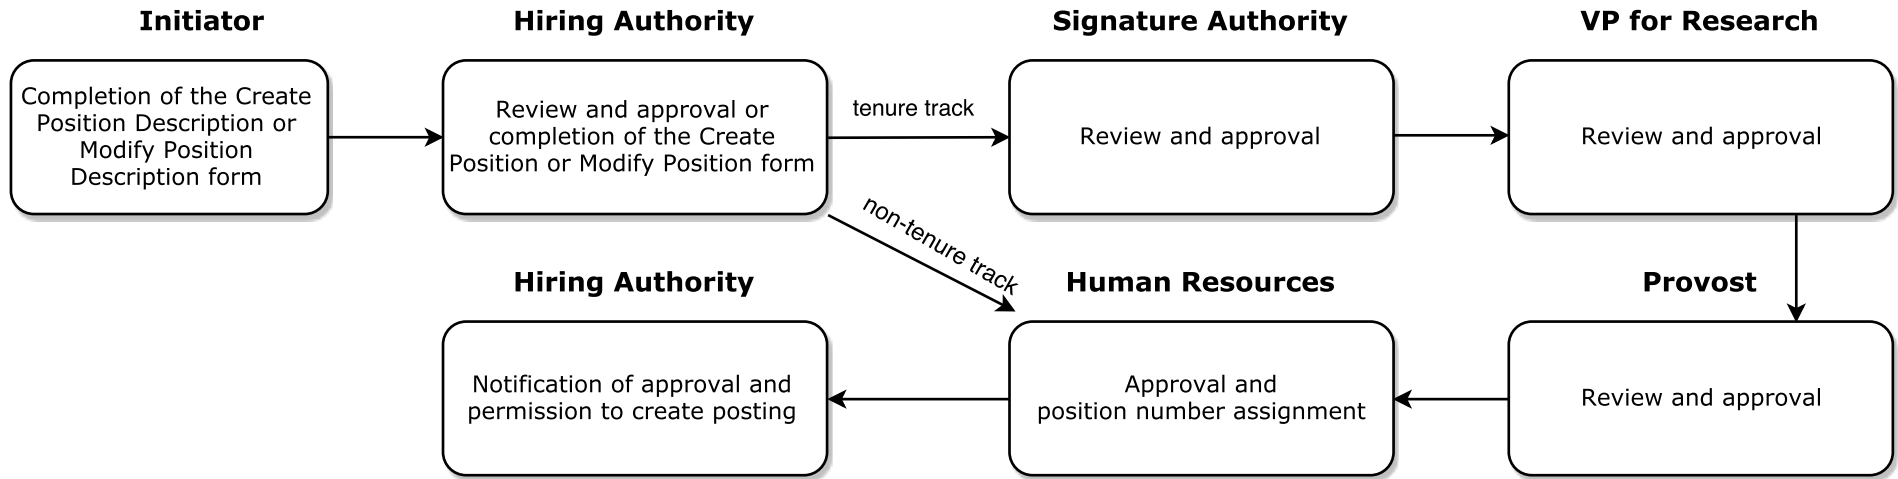 Initiator
Hiring Authority
Signature Authority
VP for Research
Completion of the Create
Position Description or
Modify Position
Description form
Review and approval or
completion of the Create
Position or Modify Position form
tenure track
Review and approval
Review and approval
non-tenure track
Hiring Authority
Human Resources
Provost
Notification of approval and
permission to create posting
Approval and
position number assignment
Review and approval